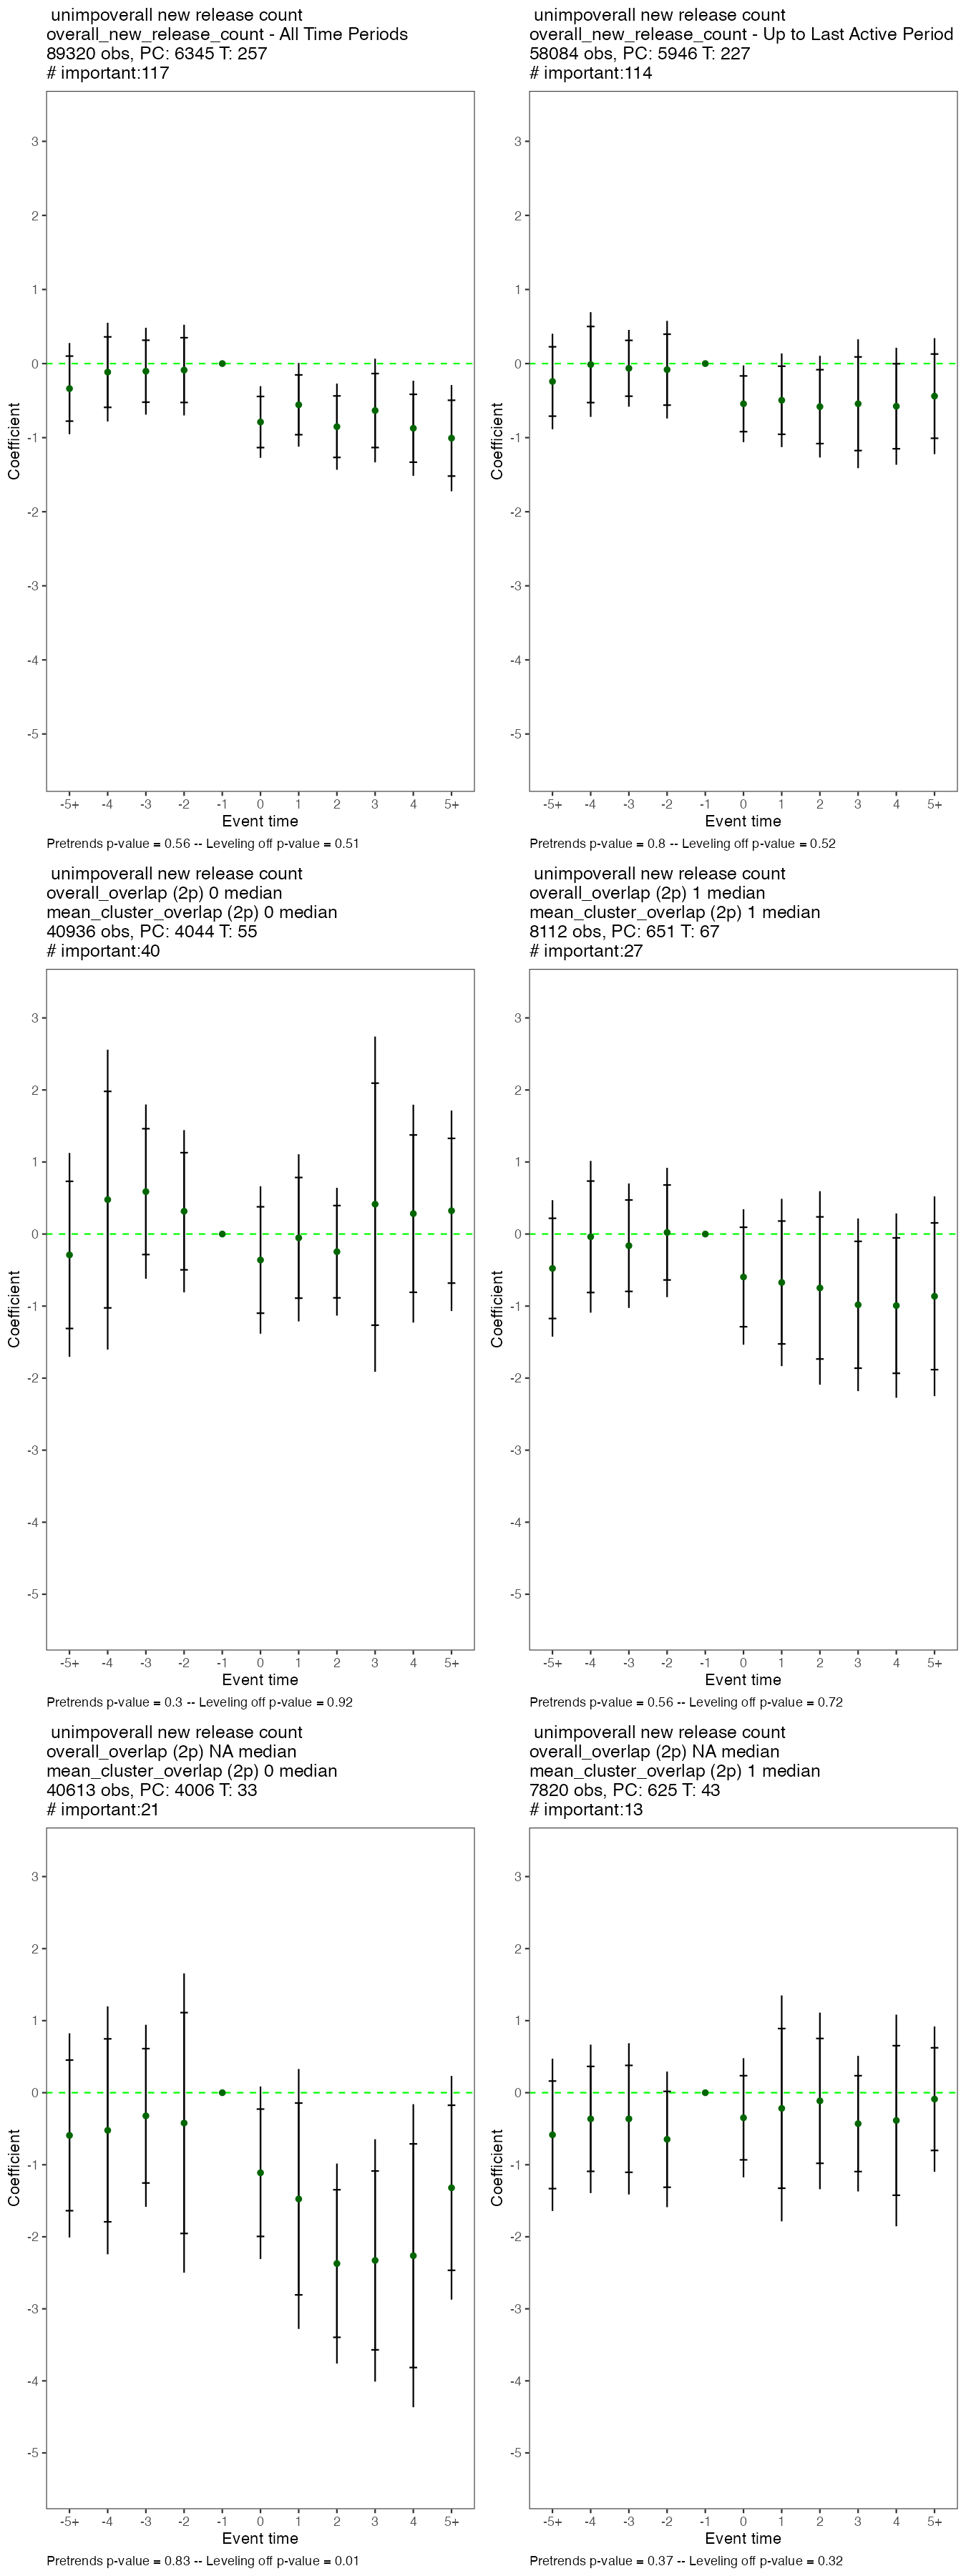 unimpoverall new release count
overall_new_release_count - All Time Periods
89320 obs, PC: 6345 T: 257
# important:117
3
2
1
0
-1
-2
-3
-4
-5
Coefficient
-5+ -4 -3 -2 -1 0 1 2 3 4 5+
Event time
Pretrends p-value = 0.56 -- Leveling off p-value = 0.51
unimpoverall new release count
overall_new_release_count - Up to Last Active Period
58084 obs, PC: 5946 T: 227
# important:114
3
2
1
0
-1
-2
-3
-4
-5
Coefficient
-5+ -4 -3 -2 -1 0 1 2 3 4 5+
Event time
Pretrends p-value = 0.8 -- Leveling off p-value = 0.52
unimpoverall new release count
overall_overlap (2p) 0 median
mean_cluster_overlap (2p) 0 median
40936 obs, PC: 4044 T: 55
# important:40
3
2
1
0
-1
-2
-3
-4
-5
Coefficient
-5+ -4 -3 -2 -1 0 1 2 3 4 5+
Event time
Pretrends p-value = 0.3 -- Leveling off p-value = 0.92
unimpoverall new release count
overall_overlap (2p) 1 median
mean_cluster_overlap (2p) 1 median
8112 obs, PC: 651 T: 67
# important:27
3
2
1
0
-1
-2
-3
-4
-5
Coefficient
-5+ -4 -3 -2 -1 0 1 2 3 4 5+
Event time
Pretrends p-value = 0.56 -- Leveling off p-value = 0.72
unimpoverall new release count
overall_overlap (2p) NA median
mean_cluster_overlap (2p) 0 median
40613 obs, PC: 4006 T: 33
# important:21
3
2
1
0
-1
-2
-3
-4
-5
Coefficient
-5+ -4 -3 -2 -1 0 1 2 3 4 5+
Event time
Pretrends p-value = 0.83 -- Leveling off p-value = 0.01
unimpoverall new release count
overall_overlap (2p) NA median
mean_cluster_overlap (2p) 1 median
7820 obs, PC: 625 T: 43
# important:13
3
2
1
0
-1
-2
-3
-4
-5
Coefficient
-5+ -4 -3 -2 -1 0 1 2 3 4 5+
Event time
Pretrends p-value = 0.37 -- Leveling off p-value = 0.32